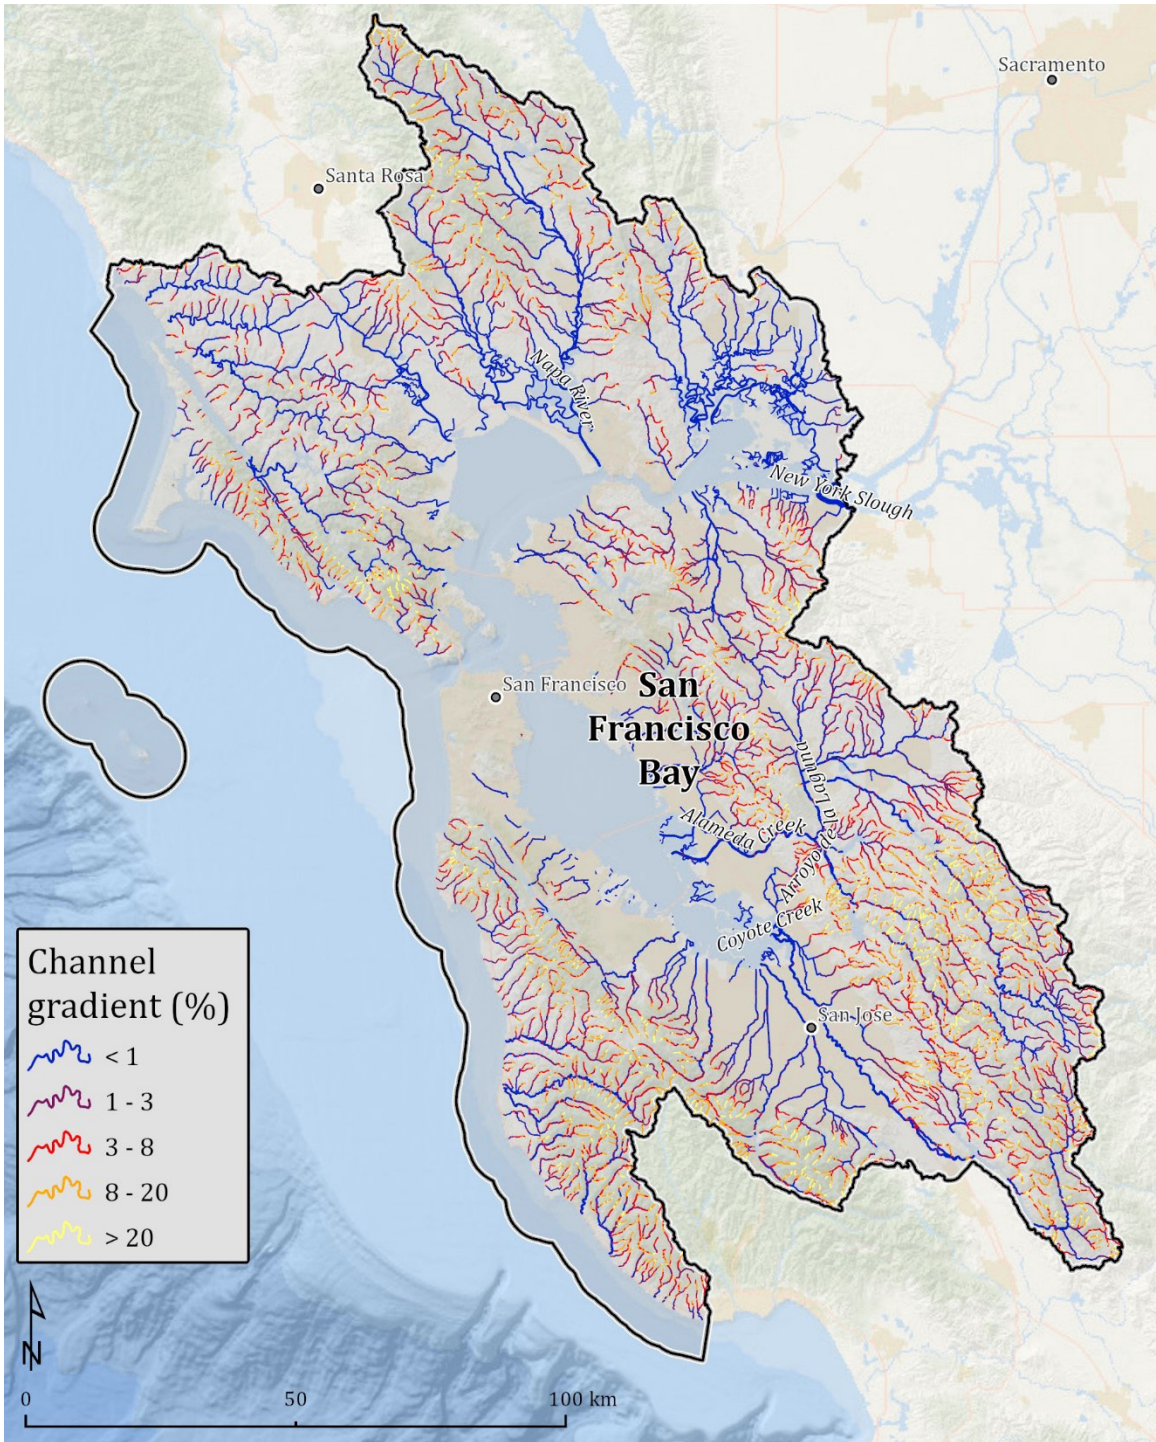 Sacramento
Santa Rosa
Napa River
New York Slough
San Francisco
San
Francisco
Bay
Arroyo de la Laguna
Alameda Creek
Coyote Creek
San Jose
Channel
gradient (%)
< 1
1 - 3
3 - 8
8 - 20
> 20
N
0 50 100 km